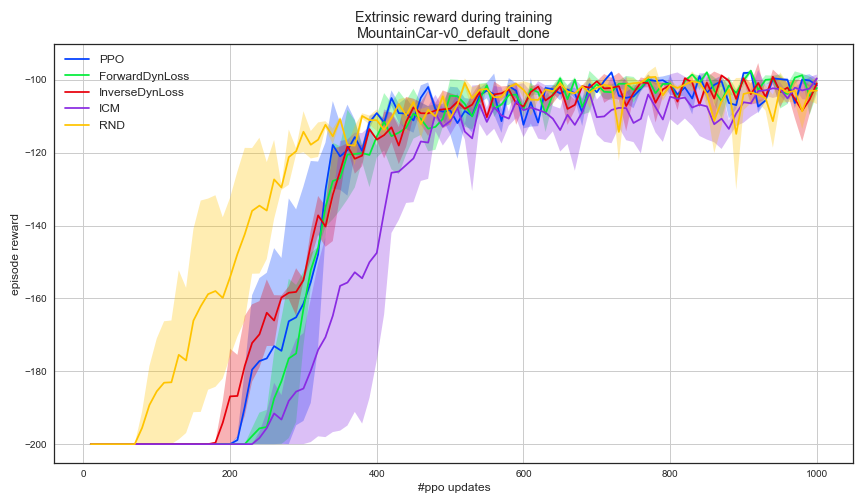 Extrinsic reward during training
MountainCar-v0_default_done
PPO
ForwardDynLoss
InverseDynLoss
ICM
RND
episode reward
−100
−120
−140
−160
−180
−200
0
200
400
600
800
1000
#ppo updates